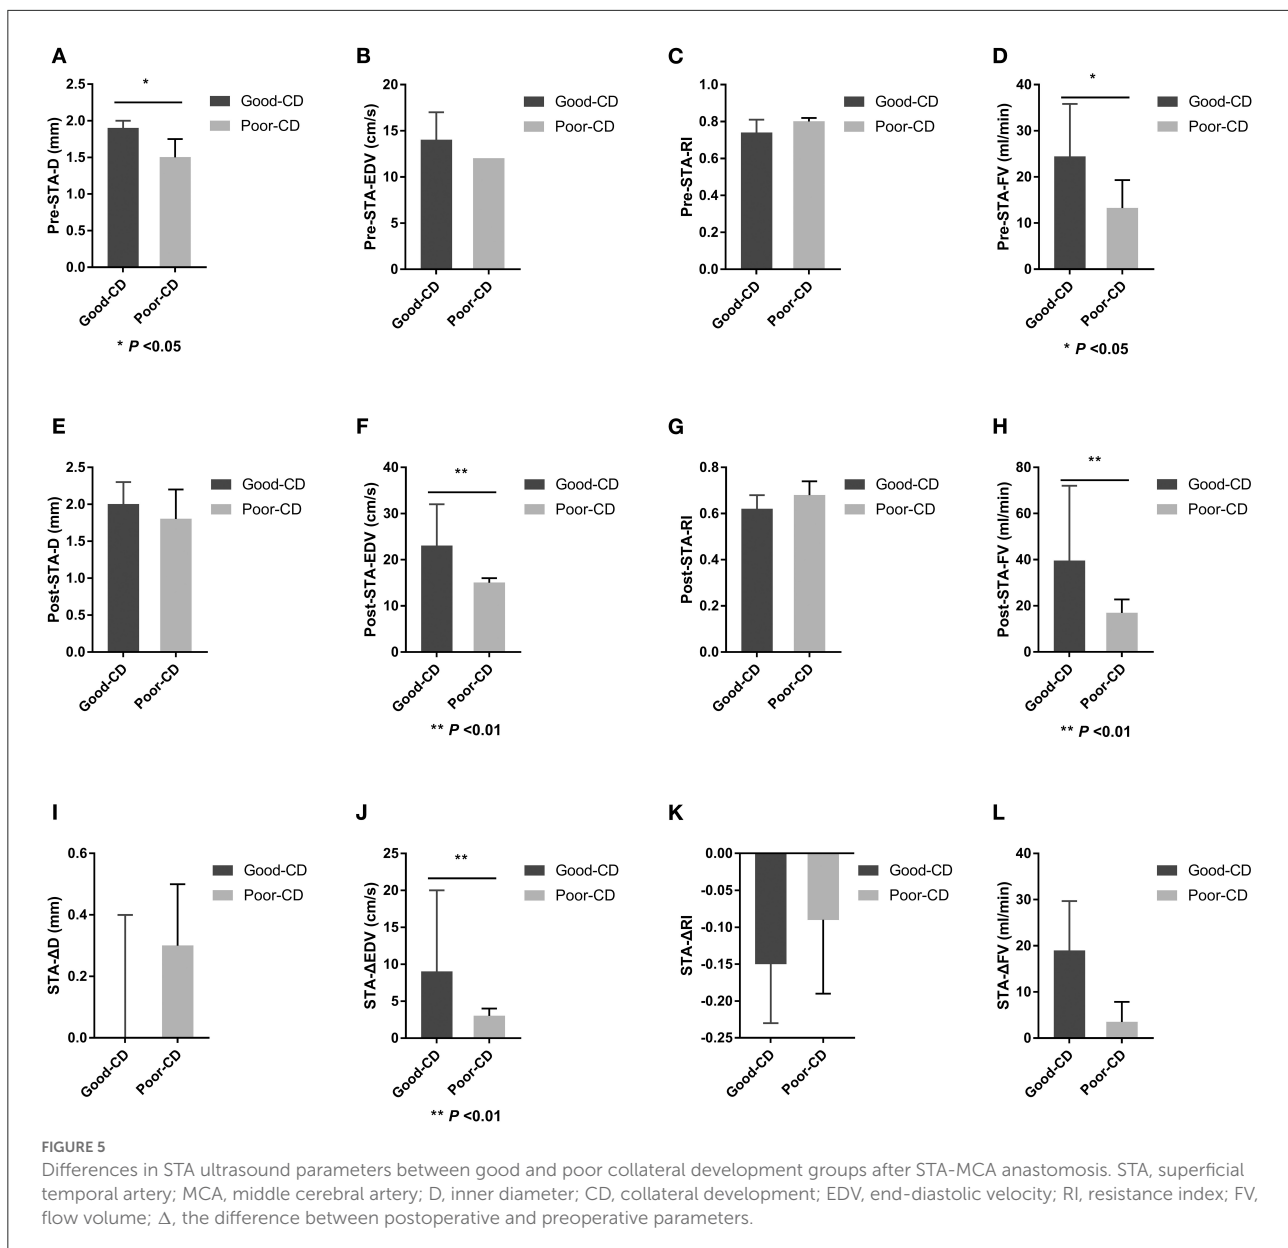 A
Pre-STA-D (mm)
2.5
2.0
1.5
1.0
0.5
0.0
*
Good-CD
Poor-CD
Good-CD
Poor-CD
* P <0.05
B
Pre-STA-EDV (cm/s)
20
15
10
5
0
Good-CD
Poor-CD
Good-CD
Poor-CD
C
Pre-STA-RI
1.0
0.8
0.6
0.4
0.2
0.0
Good-CD
Poor-CD
Good-CD
Poor-CD
D
Pre-STA-FV (ml/min)
40
30
20
10
0
*
Good-CD
Poor-CD
Good-CD
Poor-CD
* P <0.05
E
Post-STA-D (mm)
2.5
2.0
1.5
1.0
0.5
0.0
Good-CD
Poor-CD
Good-CD
Poor-CD
F
Post-STA-EDV (cm/s)
40
30
20
10
0
**
Good-CD
Poor-CD
Good-CD
Poor-CD
** P <0.01
G
Post-STA-RI
0.8
0.6
0.4
0.2
0.0
Good-CD
Poor-CD
Good-CD
Poor-CD
H
Post-STA-FV (ml/min)
80
60
40
20
0
**
Good-CD
Poor-CD
Good-CD
Poor-CD
** P <0.01
I
STA-ΔD (mm)
0.6
0.4
0.2
0.0
Good-CD
Poor-CD
Good-CD
Poor-CD
J
STA-ΔEDV (cm/s)
25
20
15
10
5
0
**
Good-CD
Poor-CD
Good-CD
Poor-CD
** P <0.01
K
STA-ΔRI
0.00
-0.05
-0.10
-0.15
-0.20
-0.25
Good-CD
Poor-CD
Good-CD
Poor-CD
L
STA-ΔFV (ml/min)
40
30
20
10
0
Good-CD
Poor-CD
Good-CD
Poor-CD
FIGURE 5
Differences in STA ultrasound parameters between good and poor collateral development groups after STA-MCA anastomosis. STA, superficial
temporal artery; MCA, middle cerebral artery; D, inner diameter; CD, collateral development; EDV, end-diastolic velocity; RI, resistance index; FV,
flow volume; Δ, the difference between postoperative and preoperative parameters.